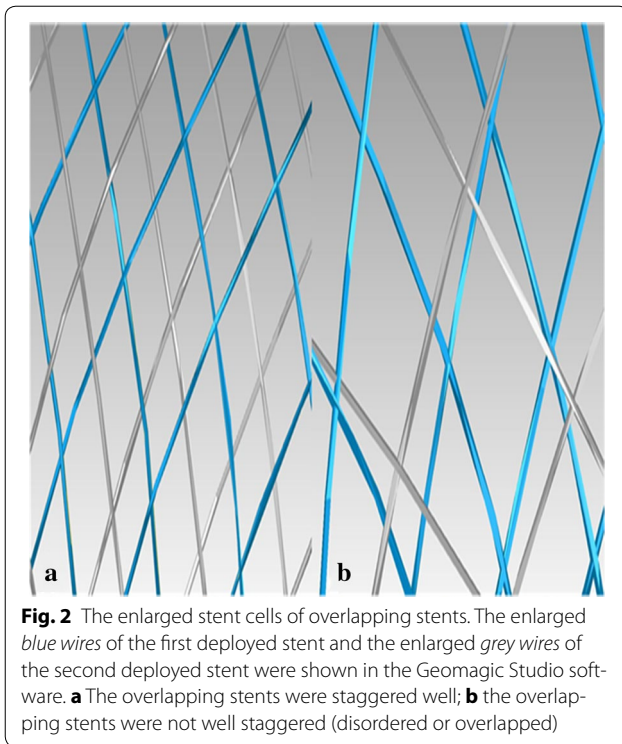 a
b
Fig. 2 The enlarged stent cells of overlapping stents. The enlarged
blue wires of the first deployed stent and the enlarged grey wires of
the second deployed stent were shown in the Geomagic Studio soft-
ware. a The overlapping stents were staggered well; b the overlap-
ping stents were not well staggered (disordered or overlapped)